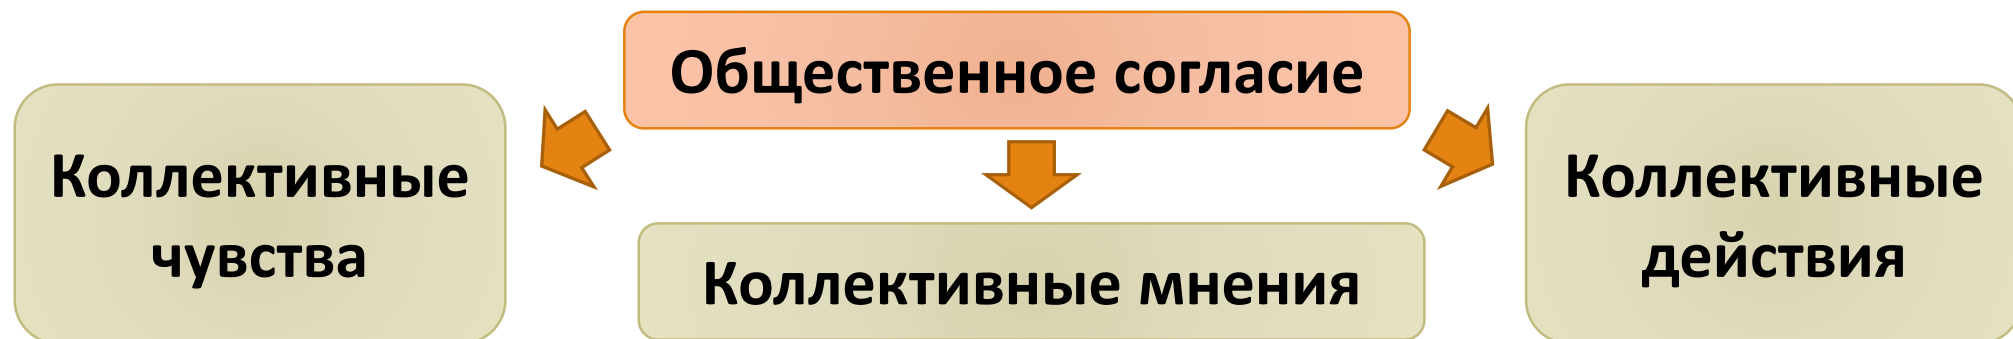 Общественное согласие
Коллективные
чувства
Коллективные мнения
Коллективные
действия